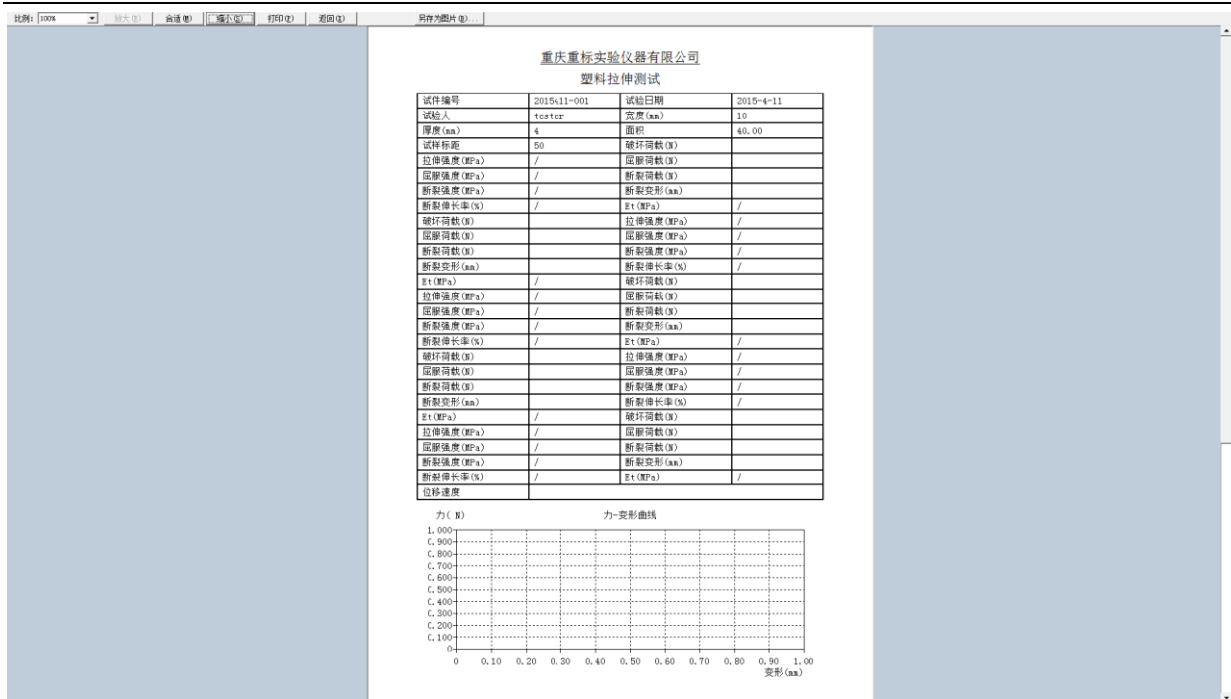 比例: 100% 放大(E) 合适(M) 缩小(S) 打印(P) 返回(X) 另存为图片(B)...
重庆重标实验仪器有限公司
塑料拉伸测试
试件编号 2015411-001 试验日期 2015-4-11
试验人 tester 宽度(mm) 10
厚度(mm) 4 面积 40.00
试样标距 50 破坏荷载(N)
拉伸强度(MPa) / 屈服荷载(N)
屈服强度(MPa) / 断裂荷载(N)
断裂强度(MPa) / 断裂变形(mm)
断裂伸长率(%) / Et(MPa) /
破坏荷载(N) 拉伸强度(MPa) /
屈服荷载(N) 屈服强度(MPa) /
断裂荷载(N) 断裂强度(MPa) /
断裂变形(mm) 断裂伸长率(%) /
Et(MPa) / 破坏荷载(N)
拉伸强度(MPa) / 屈服荷载(N)
屈服强度(MPa) / 断裂荷载(N)
断裂强度(MPa) / 断裂变形(mm)
断裂伸长率(%) / Et(MPa) /
破坏荷载(N) 拉伸强度(MPa) /
屈服荷载(N) 屈服强度(MPa) /
断裂荷载(N) 断裂强度(MPa) /
断裂变形(mm) 断裂伸长率(%) /
Et(MPa) / 破坏荷载(N)
拉伸强度(MPa) / 屈服荷载(N)
屈服强度(MPa) / 断裂荷载(N)
断裂强度(MPa) / 断裂变形(mm)
断裂伸长率(%) / Et(MPa) /
位移速度
力( N) 力-变形曲线
1.000
0.900
0.800
0.700
0.600
0.500
0.400
0.300
0.200
0.100
0
0 0.10 0.20 0.30 0.40 0.50 0.60 0.70 0.80 0.90 1.00
变形(mm)